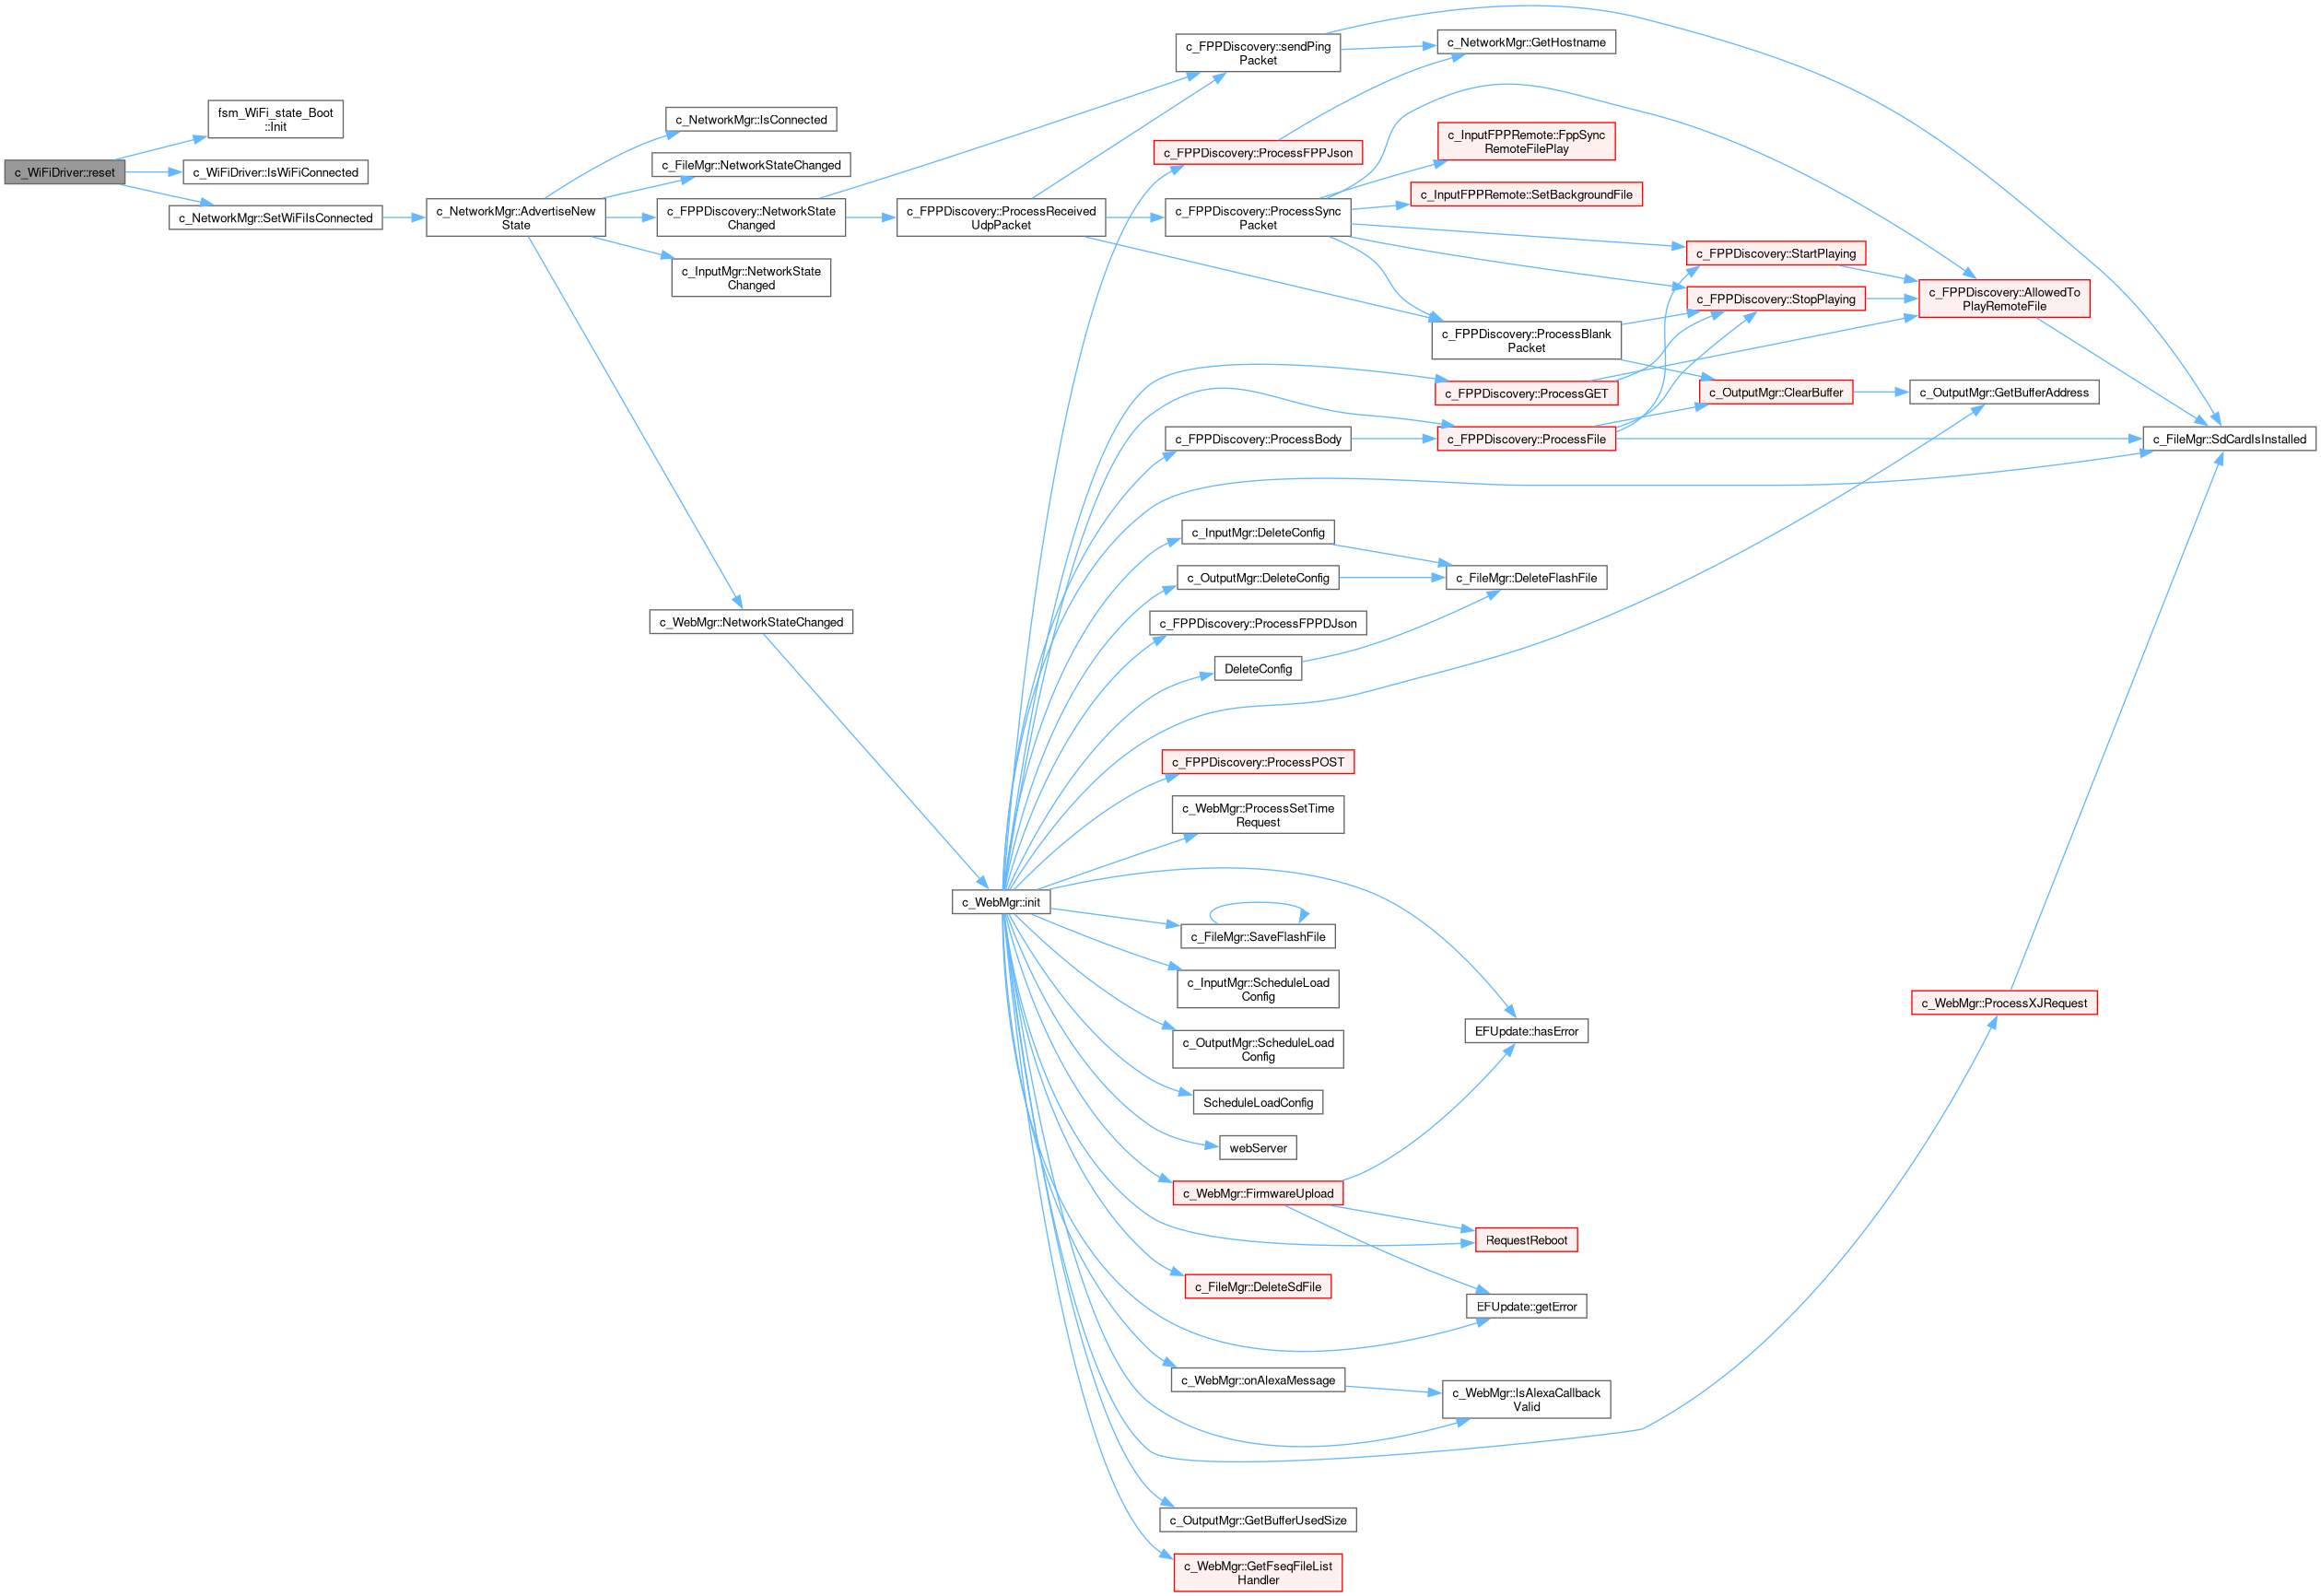 c_WiFiDriver::reset
fsm_WiFi_state_Boot
::Init
c_WiFiDriver::IsWiFiConnected
c_NetworkMgr::SetWiFiIsConnected
c_NetworkMgr::AdvertiseNew
State
c_NetworkMgr::IsConnected
c_FileMgr::NetworkStateChanged
c_FPPDiscovery::NetworkState
Changed
c_InputMgr::NetworkState
Changed
c_WebMgr::NetworkStateChanged
c_FPPDiscovery::ProcessReceived
UdpPacket
c_WebMgr::init
c_FPPDiscovery::sendPing
Packet
c_FPPDiscovery::ProcessFPPJson
c_FPPDiscovery::ProcessSync
Packet
c_FPPDiscovery::ProcessBody
c_InputMgr::DeleteConfig
c_OutputMgr::DeleteConfig
c_FPPDiscovery::ProcessFPPDJson
DeleteConfig
c_FPPDiscovery::ProcessPOST
c_WebMgr::ProcessSetTime
Request
c_FileMgr::SaveFlashFile
c_InputMgr::ScheduleLoad
Config
c_OutputMgr::ScheduleLoad
Config
ScheduleLoadConfig
webServer
c_WebMgr::FirmwareUpload
c_FileMgr::DeleteSdFile
c_WebMgr::onAlexaMessage
c_OutputMgr::GetBufferUsedSize
c_WebMgr::GetFseqFileList
Handler
c_NetworkMgr::GetHostname
c_InputFPPRemote::FppSync
RemoteFilePlay
c_InputFPPRemote::SetBackgroundFile
c_FPPDiscovery::ProcessBlank
Packet
c_FPPDiscovery::ProcessGET
c_FPPDiscovery::ProcessFile
c_FileMgr::DeleteFlashFile
EFUpdate::hasError
RequestReboot
EFUpdate::getError
c_WebMgr::IsAlexaCallback
Valid
c_FPPDiscovery::StartPlaying
c_FPPDiscovery::StopPlaying
c_OutputMgr::ClearBuffer
c_FPPDiscovery::AllowedTo
PlayRemoteFile
c_OutputMgr::GetBufferAddress
c_WebMgr::ProcessXJRequest
c_FileMgr::SdCardIsInstalled